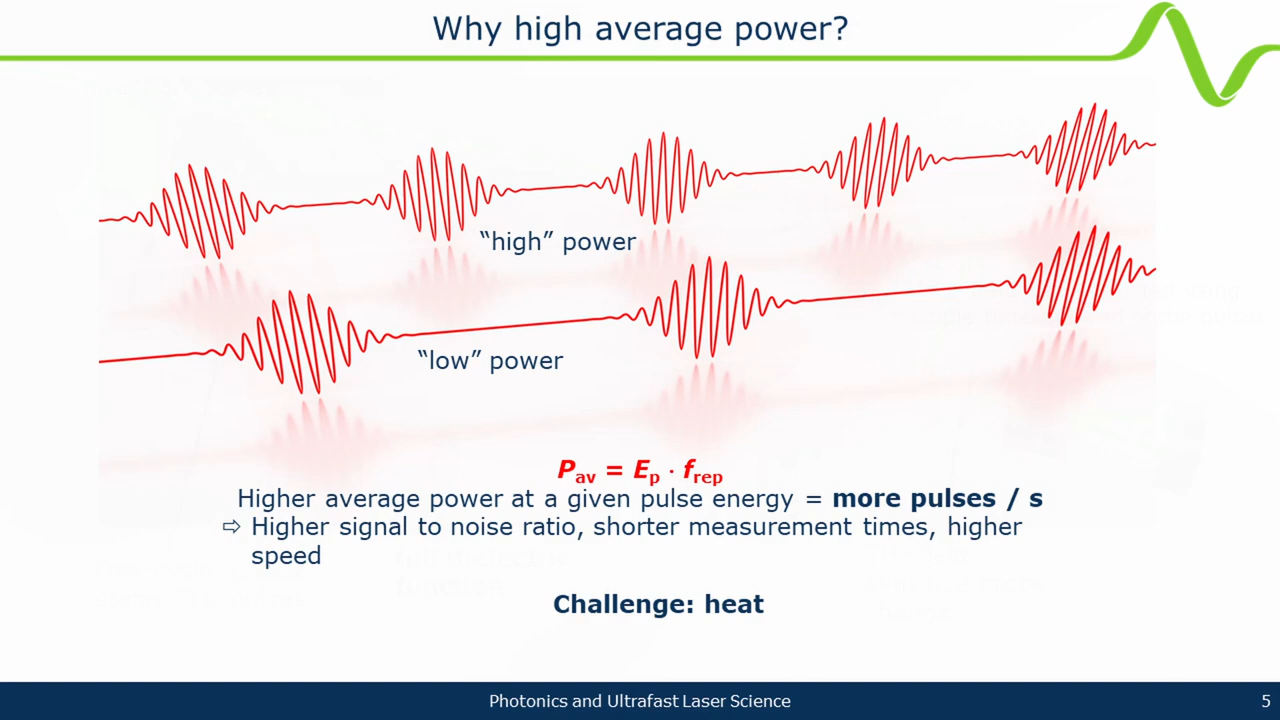 Why high average power?
“high” power
“low” power
Pav = Ep · frep
Higher average power at a given pulse energy = more pulses / s
⇨ Higher signal to noise ratio, shorter measurement times, higher
speed
Challenge: heat
Photonics and Ultrafast Laser Science
5